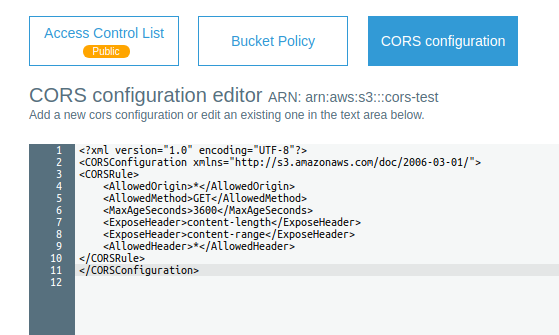 Access Control List
Public
Bucket Policy
CORS configuration
CORS configuration editor ARN: arn:aws:s3:::cors-test
Add a new cors configuration or edit an existing one in the text area below.
1 <?xml version="1.0" encoding="UTF-8"?>
2 <CORSConfiguration xmlns="http://s3.amazonaws.com/doc/2006-03-01/">
3 <CORSRule>
4     <AllowedOrigin>*</AllowedOrigin>
5     <AllowedMethod>GET</AllowedMethod>
6     <MaxAgeSeconds>3600</MaxAgeSeconds>
7     <ExposeHeader>content-length</ExposeHeader>
8     <ExposeHeader>content-range</ExposeHeader>
9     <AllowedHeader>*</AllowedHeader>
10 </CORSRule>
11 </CORSConfiguration>
12